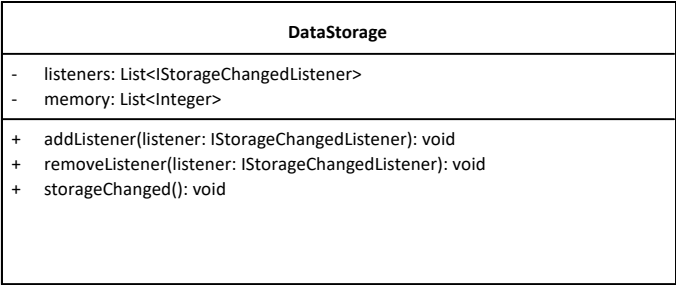 DataStorage
- listeners: List<IStorageChangedListener>
- memory: List<Integer>
+ addListener(listener: IStorageChangedListener): void
+ removeListener(listener: IStorageChangedListener): void
+ storageChanged(): void